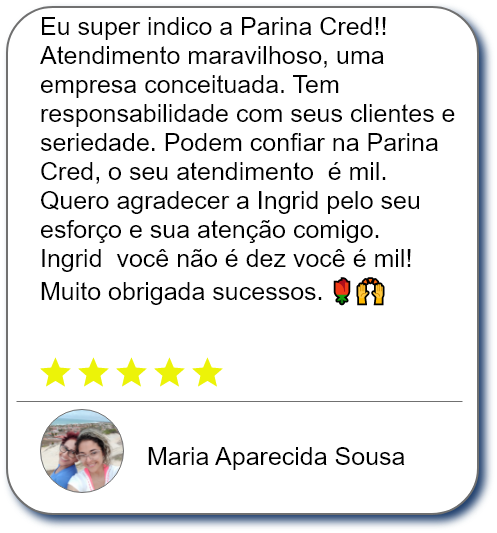 Eu super indico a Parina Cred!!
Atendimento maravilhoso, uma
empresa conceituada. Tem
responsabilidade com seus clientes e
seriedade. Podem confiar na Parina
Cred, o seu atendimento  é mil.
Quero agradecer a Ingrid pelo seu
esforço e sua atenção comigo.
Ingrid  você não é dez você é mil!
Muito obrigada sucessos. 🌹🙌
Maria Aparecida Sousa